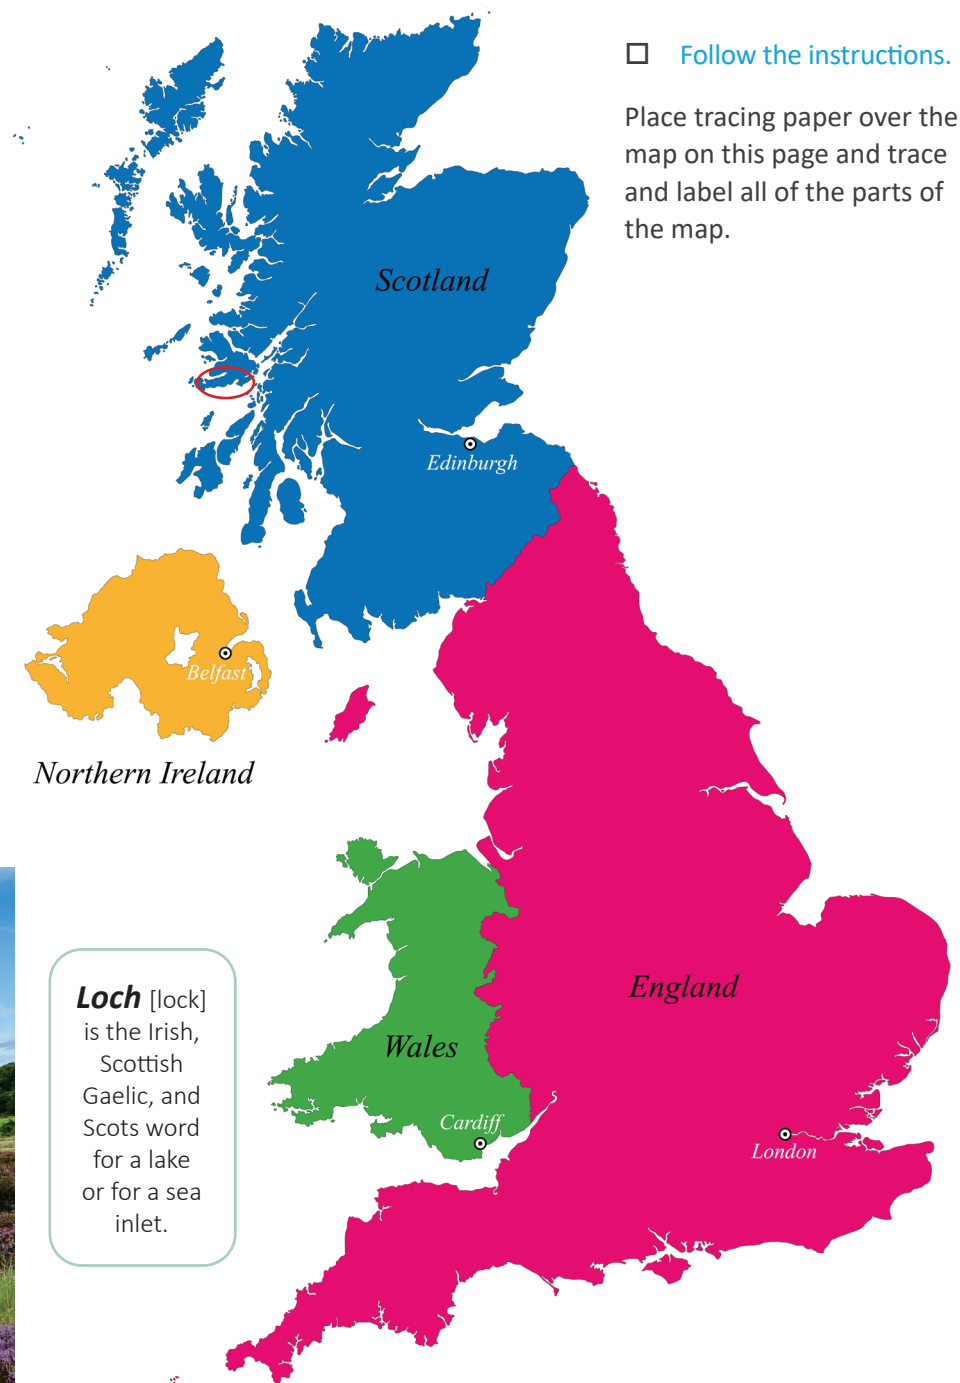 ☐ Follow the instructions.
Place tracing paper over the
map on this page and trace
and label all of the parts of
the map.
Scotland
Edinburgh
Belfast
Northern Ireland
Loch [lock]
is the Irish,
Scottish
Gaelic, and
Scots word
for a lake
or for a sea
inlet.
England
Wales
Cardiff
London